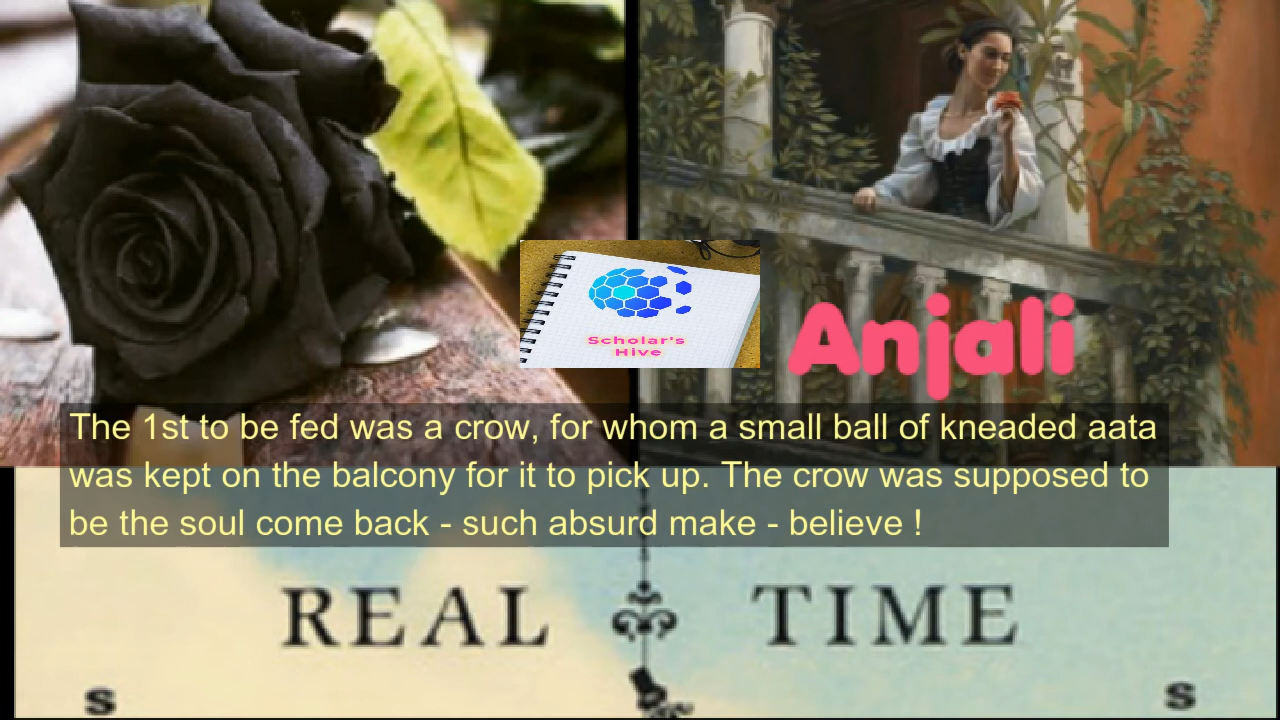 Scholar's
Hive
Anjali
The 1st to be fed was a crow, for whom a small ball of kneaded aata
was kept on the balcony for it to pick up. The crow was supposed to
be the soul come back - such absurd make - believe !
REAL TIME
s s